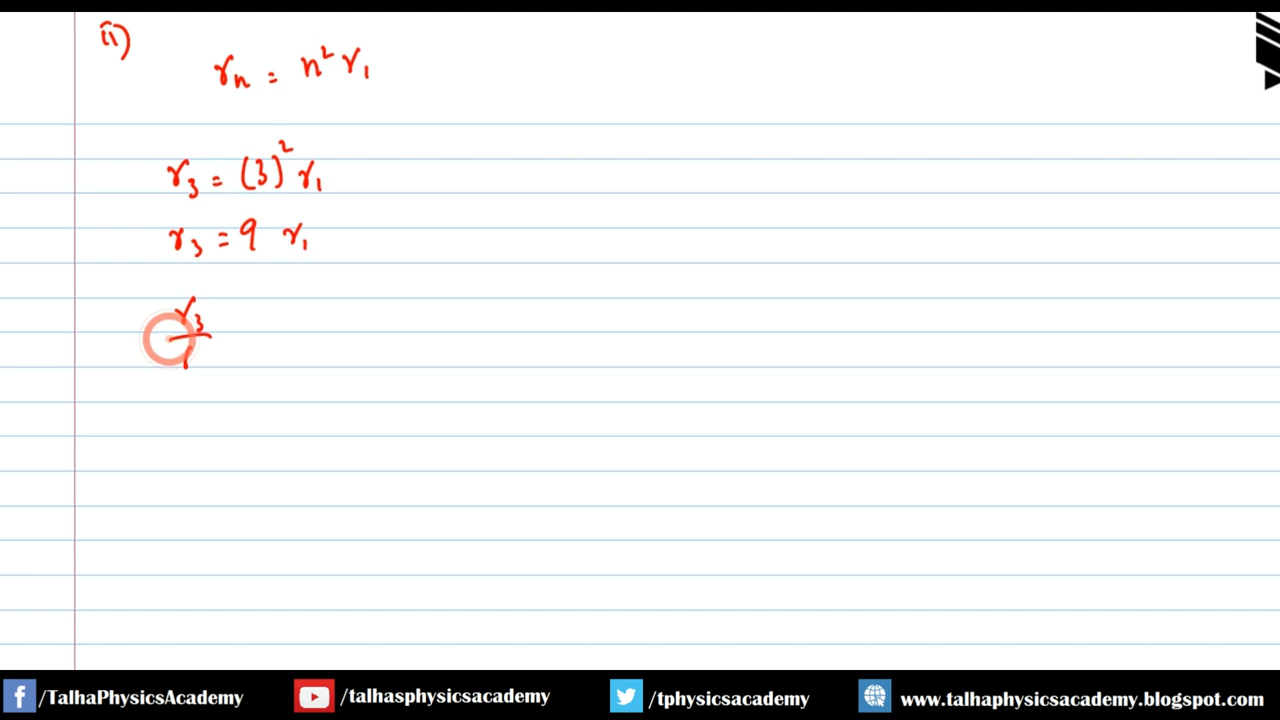 ii)
rₙ = n² r₁
r₃ = (3)² r₁
r₃ = 9 r₁
r₃
/TalhaPhysicsAcademy
/talhasphysicsacademy
/tphysicsacademy
www.talhaphysicsacademy.blogspot.com